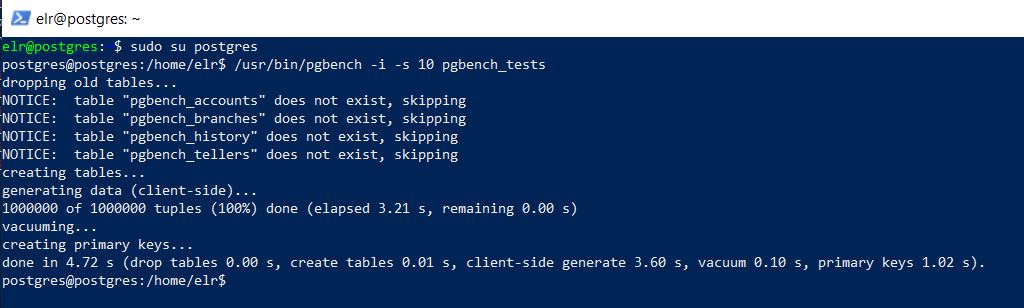 elr@postgres: ~
elr@postgres: $ sudo su postgres
postgres@postgres:/home/elr$ /usr/bin/pgbench -i -s 10 pgbench_tests
dropping old tables...
NOTICE:  table "pgbench_accounts" does not exist, skipping
NOTICE:  table "pgbench_branches" does not exist, skipping
NOTICE:  table "pgbench_history" does not exist, skipping
NOTICE:  table "pgbench_tellers" does not exist, skipping
creating tables...
generating data (client-side)...
1000000 of 1000000 tuples (100%) done (elapsed 3.21 s, remaining 0.00 s)
vacuuming...
creating primary keys...
done in 4.72 s (drop tables 0.00 s, create tables 0.01 s, client-side generate 3.60 s, vacuum 0.10 s, primary keys 1.02 s).
postgres@postgres:/home/elr$